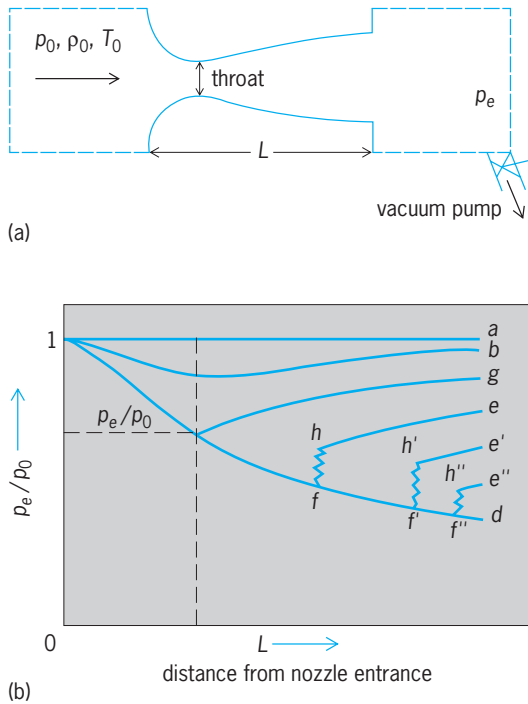 p0, ρ0, T0
throat
pe
L
vacuum pump
(a)
1
a
b
g
pe/p0
h
e
h'
e'
h''
e''
f
f'
f''
d
pe/p0
0
L
distance from nozzle entrance
(b)